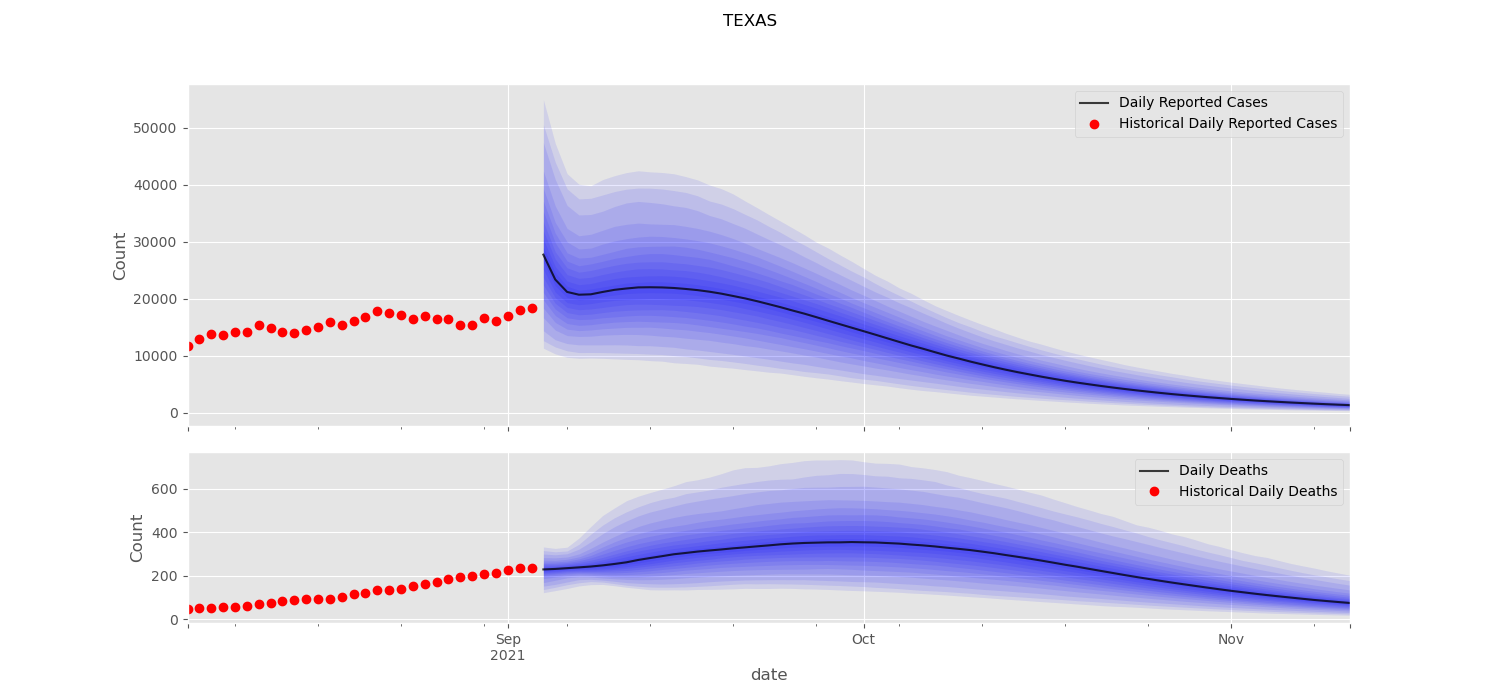 TEXAS
Count
50000
40000
30000
20000
10000
0
Daily Reported Cases
Historical Daily Reported Cases
Count
600
400
200
0
Daily Deaths
Historical Daily Deaths
Sep
2021
Oct
Nov
date